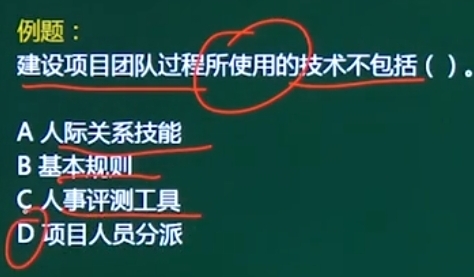 例题：
建设项目团队过程所使用的技术不包括（ ）。
A 人际关系技能
B 基本规则
C 人事评测工具
D 项目人员分派